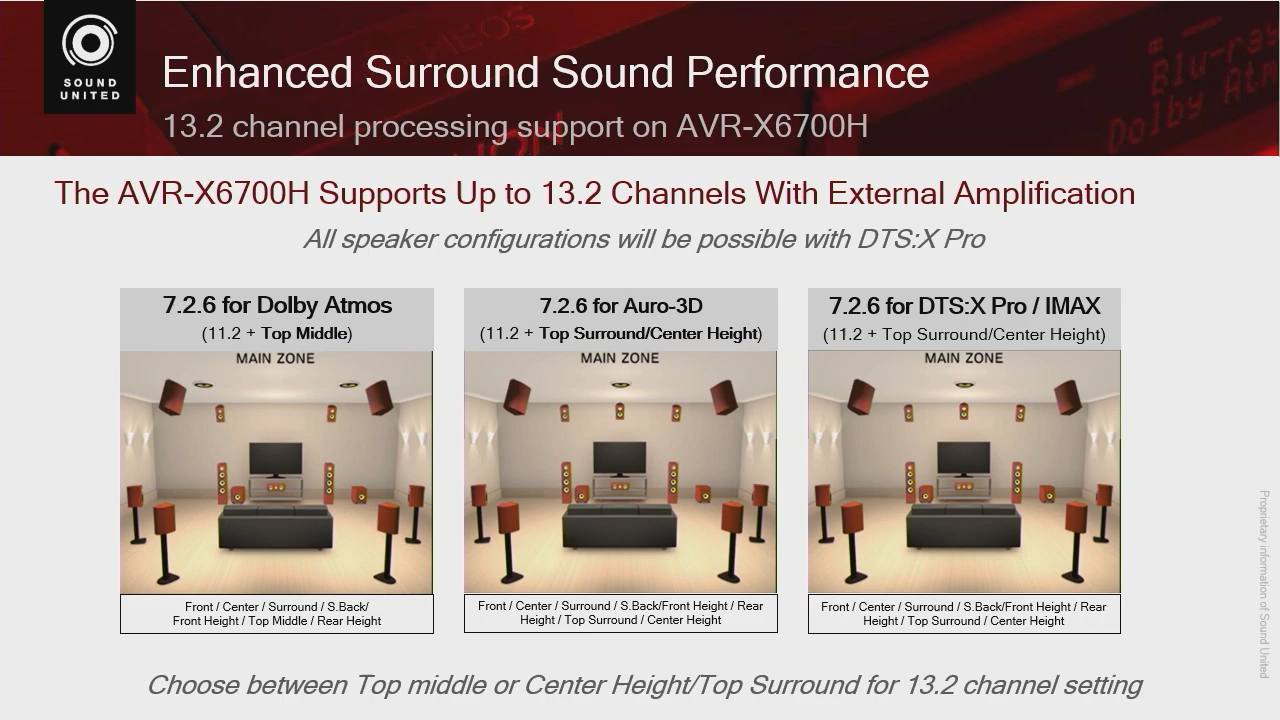 SOUND
UNITED
Enhanced Surround Sound Performance
13.2 channel processing support on AVR-X6700H
Blu-ray
Dolby Atm
The AVR-X6700H Supports Up to 13.2 Channels With External Amplification
All speaker configurations will be possible with DTS:X Pro
7.2.6 for Dolby Atmos
(11.2 + Top Middle)
MAIN ZONE
Front / Center / Surround / S.Back/
Front Height / Top Middle / Rear Height
7.2.6 for Auro-3D
(11.2 + Top Surround/Center Height)
MAIN ZONE
Front / Center / Surround / S.Back/Front Height / Rear
Height / Top Surround / Center Height
7.2.6 for DTS:X Pro / IMAX
(11.2 + Top Surround/Center Height)
MAIN ZONE
Front / Center / Surround / S.Back/Front Height / Rear
Height / Top Surround / Center Height
Choose between Top middle or Center Height/Top Surround for 13.2 channel setting
Proprietary information of Sound United